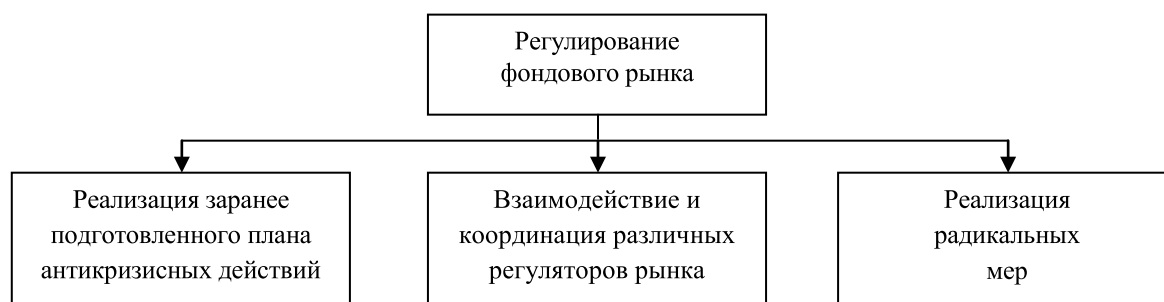 Регулирование
фондового рынка
Реализация заранее
подготовленного плана
антикризисных действий
Взаимодействие и
координация различных
регуляторов рынка
Реализация
радикальных
мер